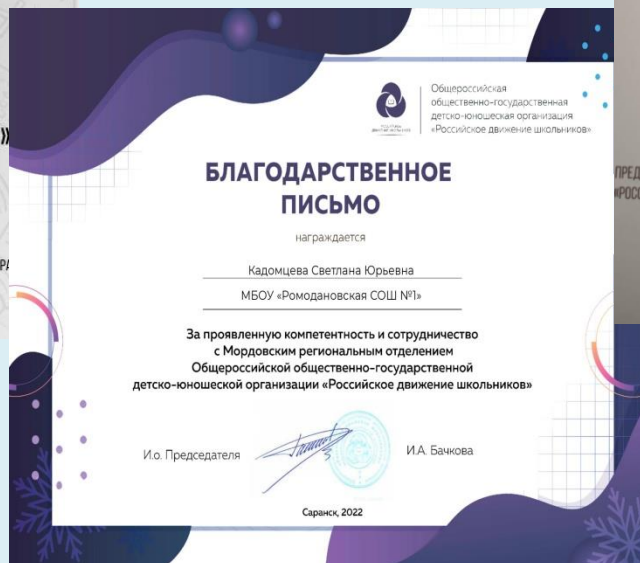 Общероссийская
общественно-государственная
детско-юношеская организация
«Российское движение школьников»
БЛАГОДАРСТВЕННОЕ
ПИСЬМО
награждается
Кадомцева Светлана Юрьевна
МБОУ «Ромодановская СОШ №1»
За проявленную компетентность и сотрудничество
с Мордовским региональным отделением
Общероссийской общественно-государственной
детско-юношеской организации «Российское движение школьников»
И.о. Председателя
И.А. Бачкова
Саранск, 2022